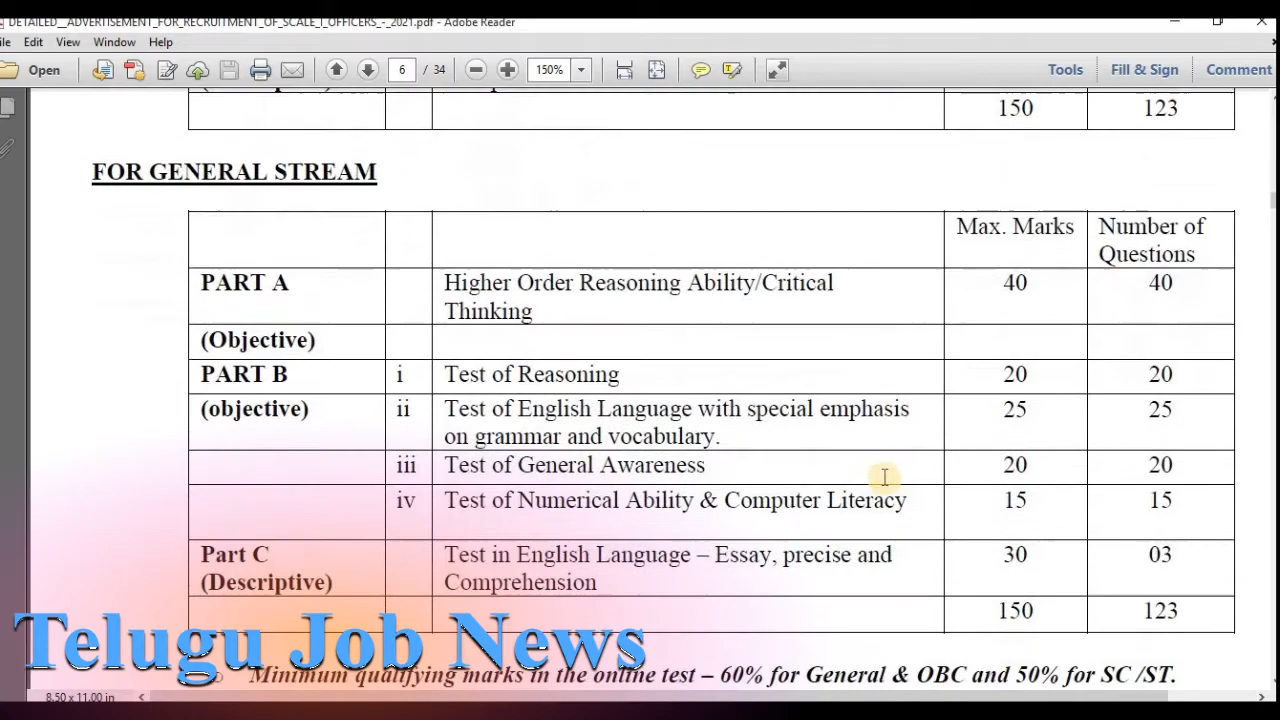 DETAILED__ADVERTISEMENT_FOR_RECRUITMENT_OF_SCALE_I_OFFICERS_-_2021.pdf - Adobe Reader
ile Edit View Window Help
Open 6 / 34 150% Tools Fill & Sign Comment
150 123
FOR GENERAL STREAM
Max. Marks Number of
Questions
PART A Higher Order Reasoning Ability/Critical 40 40
Thinking
(Objective)
PART B i Test of Reasoning 20 20
(objective) ii Test of English Language with special emphasis 25 25
on grammar and vocabulary.
iii Test of General Awareness 20 20
iv Test of Numerical Ability & Computer Literacy 15 15
Part C Test in English Language – Essay, precise and 30 03
(Descriptive) Comprehension
150 123
Telugu Job News
Minimum qualifying marks in the online test – 60% for General & OBC and 50% for SC /ST.
8.50 x 11.00 in